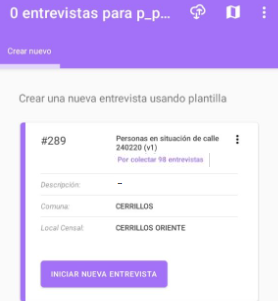 0 entrevistas para p_p...
Crear nuevo
Crear una nueva entrevista usando plantilla
#289
Personas en situación de calle
240220 (v1)
Por colectar 98 entrevistas
Descripción: –
Comuna: CERRILLOS
Local Censal: CERRILLOS ORIENTE
INICIAR NUEVA ENTREVISTA